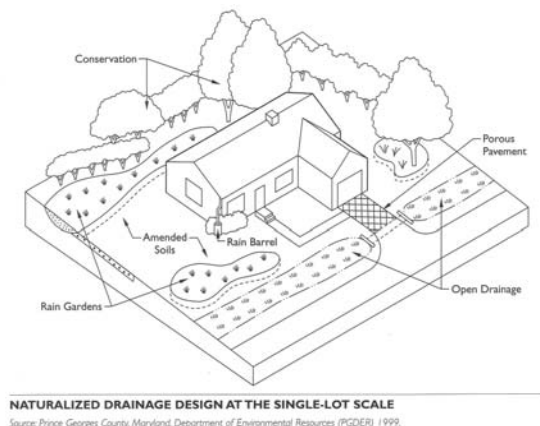 Conservation
Porous
Pavement
Amended
Soils
Rain Barrel
Rain Gardens
Open Drainage
NATURALIZED DRAINAGE DESIGN AT THE SINGLE-LOT SCALE
Source: Prince Georges County, Maryland, Department of Environmental Resources (PGDER) 1999.